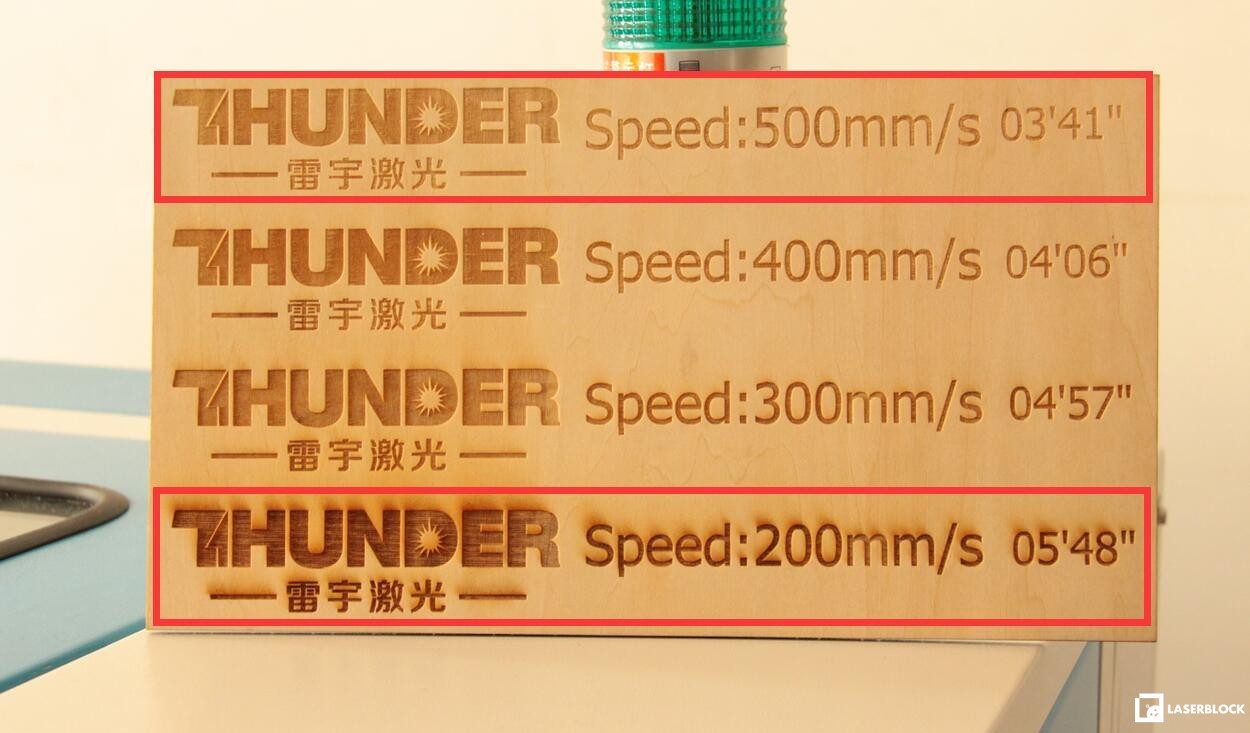 THUNDER Speed:500mm/s 03'41"
雷宇激光
THUNDER Speed:400mm/s 04'06"
雷宇激光
THUNDER Speed:300mm/s 04'57"
雷宇激光
THUNDER Speed:200mm/s 05'48"
雷宇激光
LASERBLOCK